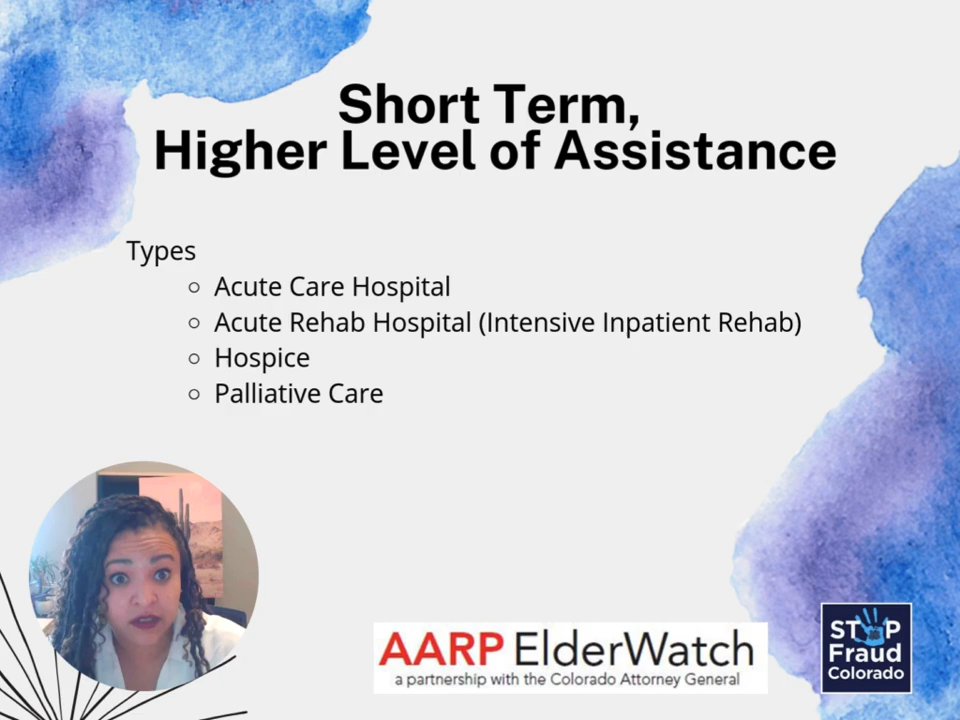 Short Term,
Higher Level of Assistance
Types
Acute Care Hospital
Acute Rehab Hospital (Intensive Inpatient Rehab)
Hospice
Palliative Care
AARP ElderWatch
a partnership with the Colorado Attorney General
STOP
Fraud
Colorado